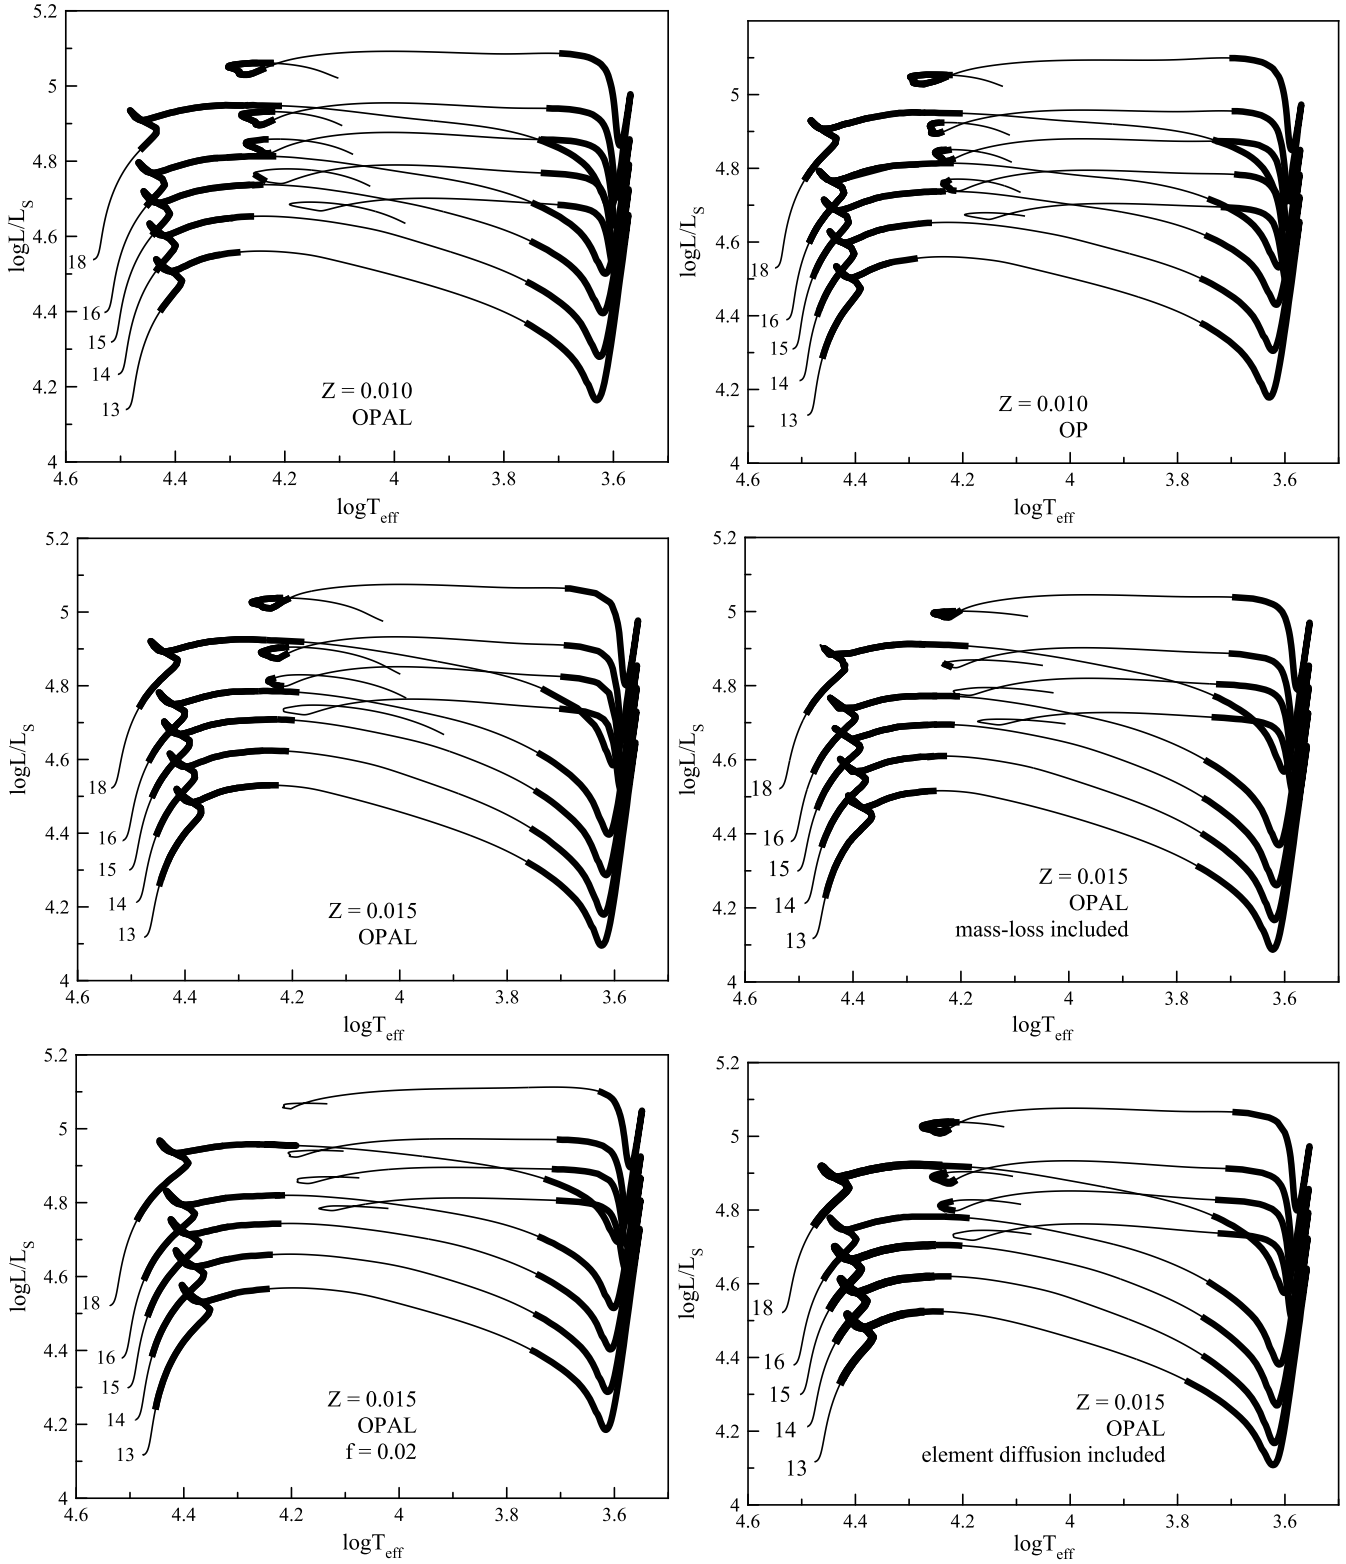 5.2
5
4.8
4.6
4.4
4.2
4
logL/L_S
18
16
15
14
13
Z = 0.010
OPAL
4.6 4.4 4.2 4 3.8 3.6
logT_eff
5
4.8
4.6
4.4
4.2
4
logL/L_S
18
16
15
14
13
Z = 0.010
OP
4.6 4.4 4.2 4 3.8 3.6
logT_eff
5.2
5
4.8
4.6
4.4
4.2
4
logL/L_S
18
16
15
14
13
Z = 0.015
OPAL
4.6 4.4 4.2 4 3.8 3.6
logT_eff
5.2
5
4.8
4.6
4.4
4.2
4
logL/L_S
18
16
15
14
13
Z = 0.015
OPAL
mass-loss included
4.6 4.4 4.2 4 3.8 3.6
logT_eff
5.2
5
4.8
4.6
4.4
4.2
4
logL/L_S
18
16
15
14
13
Z = 0.015
OPAL
f = 0.02
4.6 4.4 4.2 4 3.8 3.6
logT_eff
5.2
5
4.8
4.6
4.4
4.2
4
logL/L_S
18
16
15
14
13
Z = 0.015
OPAL
element diffusion included
4.6 4.4 4.2 4 3.8 3.6
logT_eff